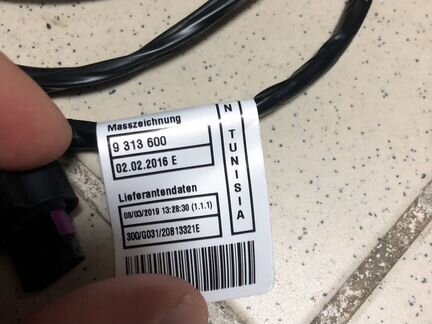 Masszeichnung
9 313 600
02.02.2016 E
Lieferantendaten
08/03/2019 13:28:30 (1.1.1)
300/G031/20B13321E
N TUNISIA